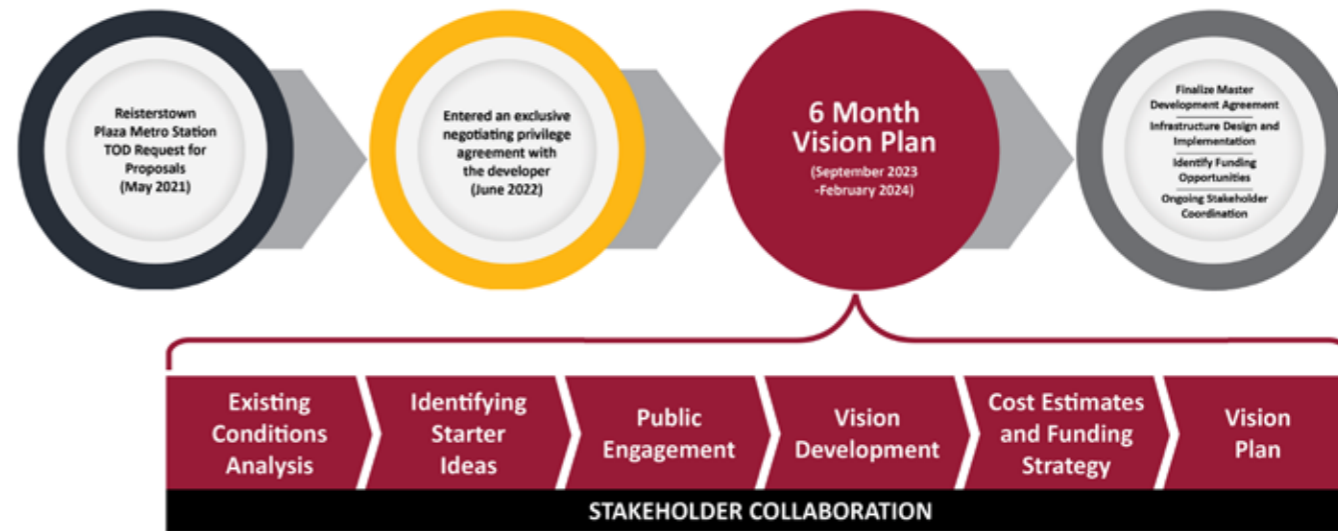 Reisterstown
Plaza Metro Station
TOD Request for
Proposals
(May 2021)
Entered an exclusive
negotiating privilege
agreement with
the developer
(June 2022)
6 Month
Vision Plan
(September 2023
-February 2024)
Finalize Master
Development Agreement
Infrastructure Design and
Implementation
Identify Funding
Opportunities
Ongoing Stakeholder
Coordination
Existing
Conditions
Analysis
Identifying
Starter
Ideas
Public
Engagement
Vision
Development
Cost Estimates
and Funding
Strategy
Vision
Plan
STAKEHOLDER COLLABORATION